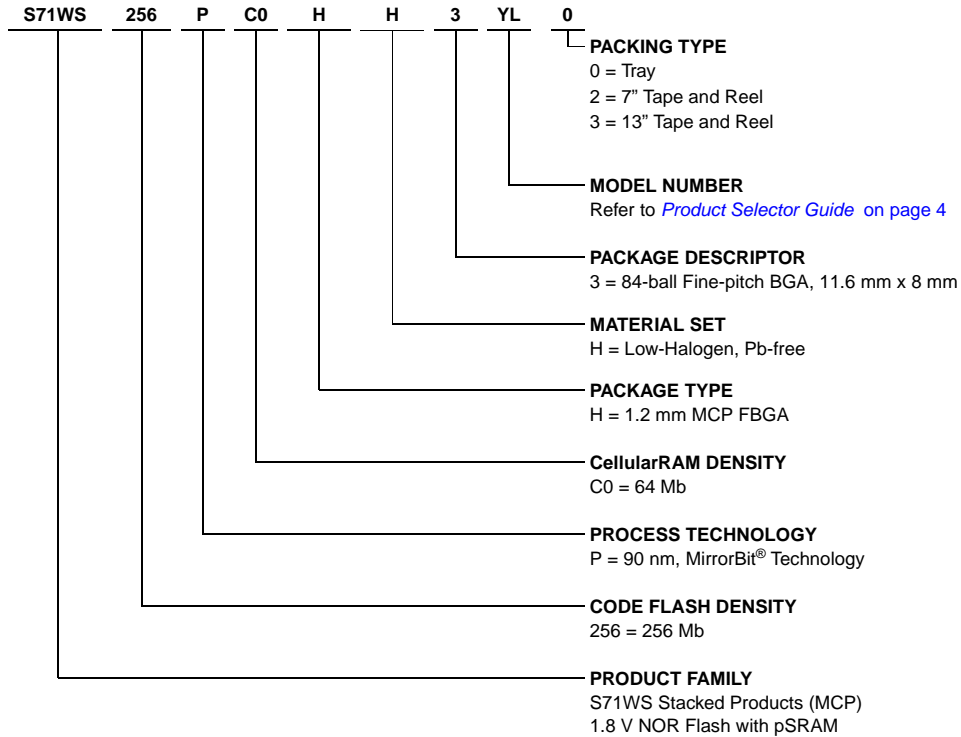 S71WS 256 P C0 H H 3 YL 0
PACKING TYPE
0 = Tray
2 = 7” Tape and Reel
3 = 13” Tape and Reel
MODEL NUMBER
Refer to Product Selector Guide on page 4
PACKAGE DESCRIPTOR
3 = 84-ball Fine-pitch BGA, 11.6 mm x 8 mm
MATERIAL SET
H = Low-Halogen, Pb-free
PACKAGE TYPE
H = 1.2 mm MCP FBGA
CellularRAM DENSITY
C0 = 64 Mb
PROCESS TECHNOLOGY
P = 90 nm, MirrorBit® Technology
CODE FLASH DENSITY
256 = 256 Mb
PRODUCT FAMILY
S71WS Stacked Products (MCP)
1.8 V NOR Flash with pSRAM